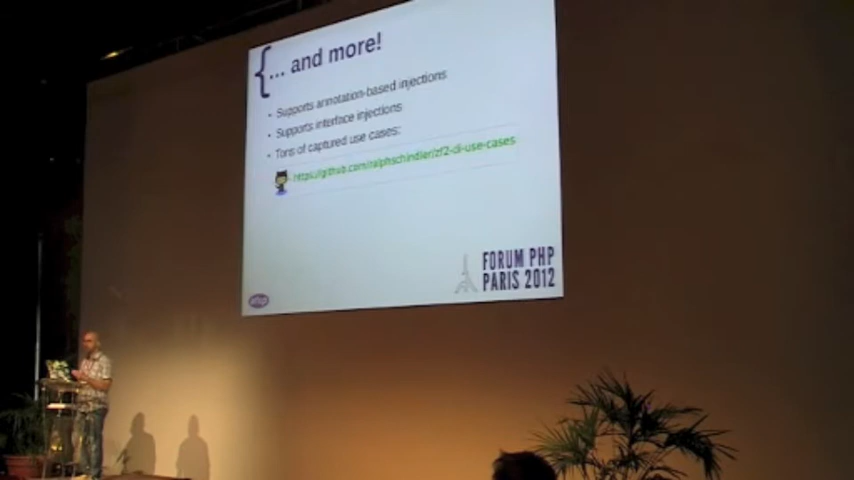 {... and more!
• Supports annotation-based injections
• Supports interface injections
• Tons of captured use cases:
https://github.com/ralphschindler/zf2-di-use-cases
FORUM PHP
PARIS 2012
php